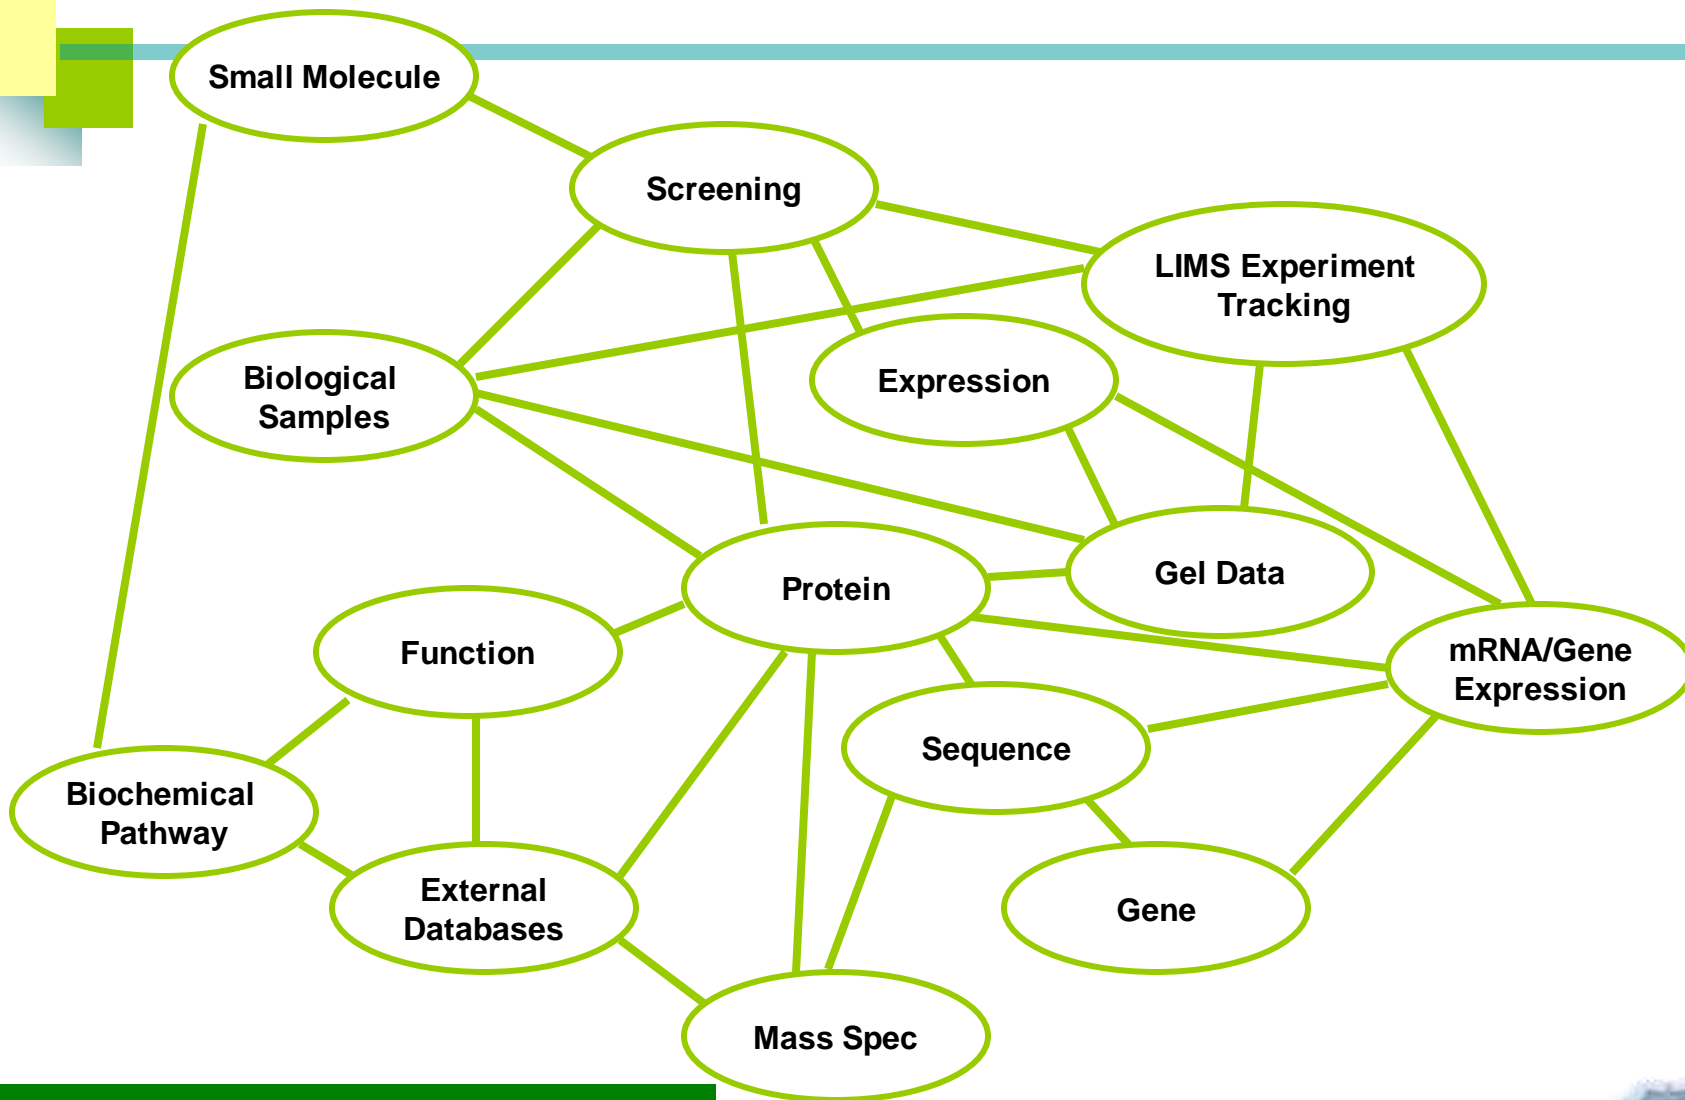 Small Molecule
Screening
LIMS Experiment
Tracking
Biological
Samples
Expression
Protein
Gel Data
Function
mRNA/Gene
Expression
Sequence
Biochemical
Pathway
External
Databases
Gene
Mass Spec